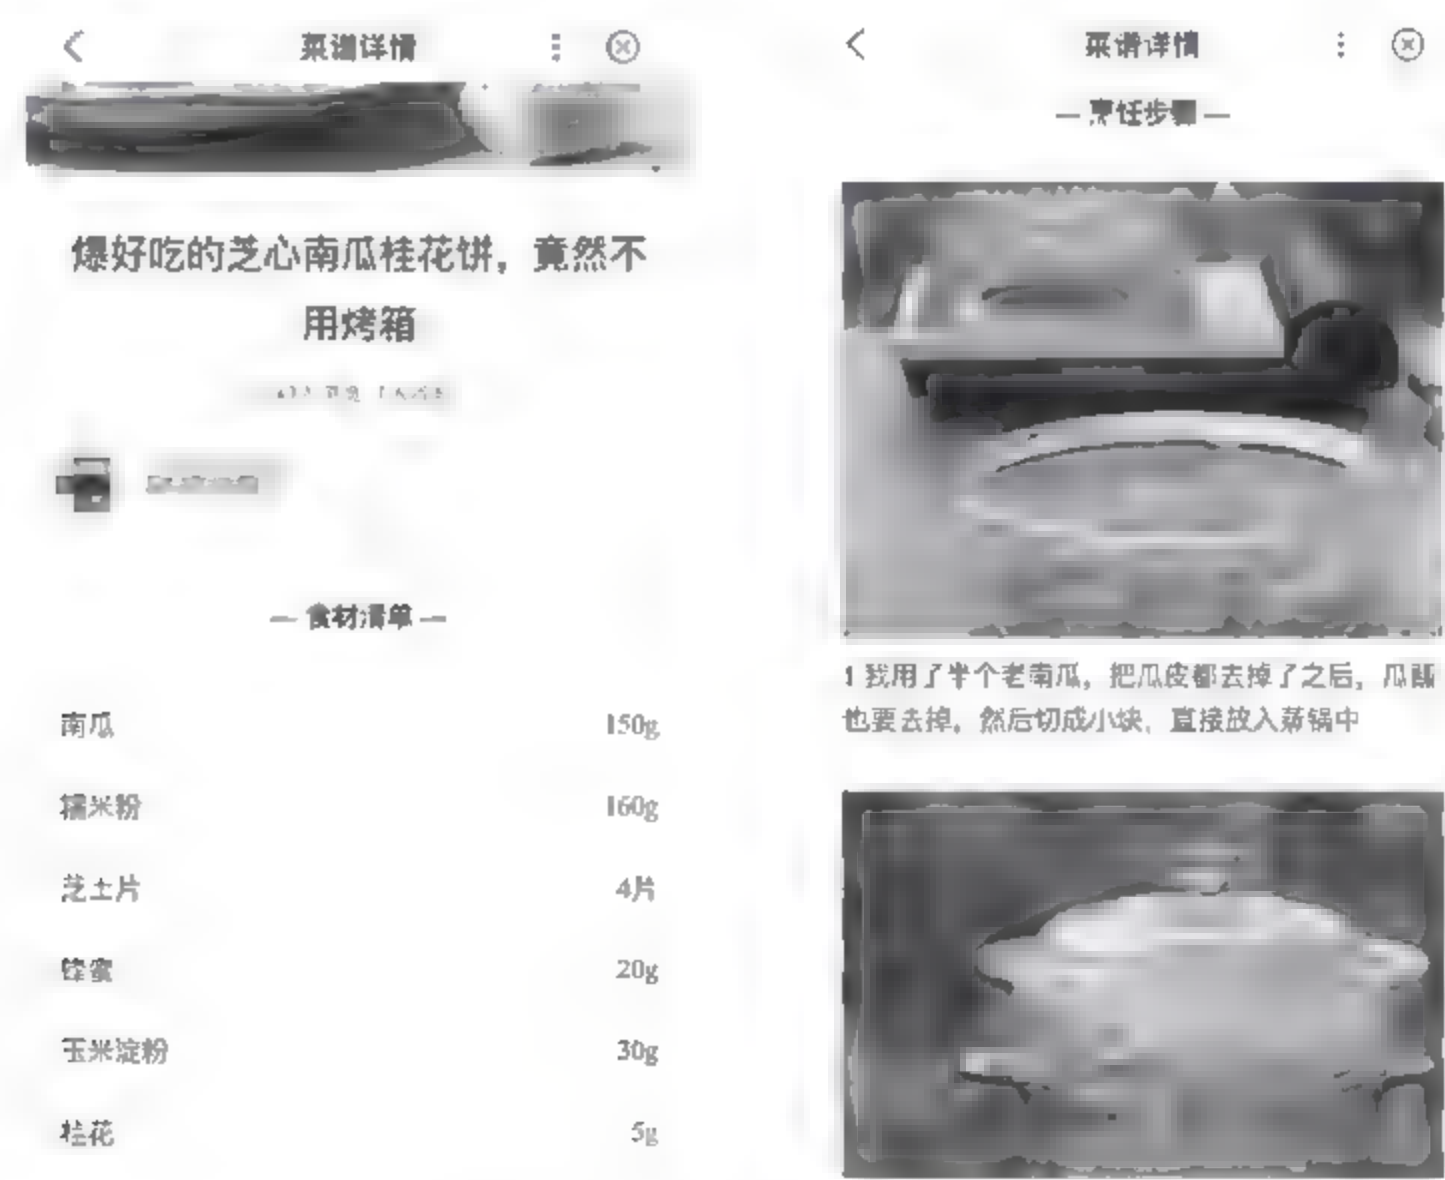 菜谱详情
爆好吃的芝心南瓜桂花饼，竟然不
用烤箱
— 食材清单 —
南瓜 150g
糯米粉 160g
芝士片 4片
蜂蜜 20g
玉米淀粉 30g
桂花 5g
菜谱详情
— 烹饪步骤 —
1 我用了半个老南瓜，把瓜皮都去掉了之后，瓜瓤
也要去掉。然后切成小块，直接放入蒸锅中